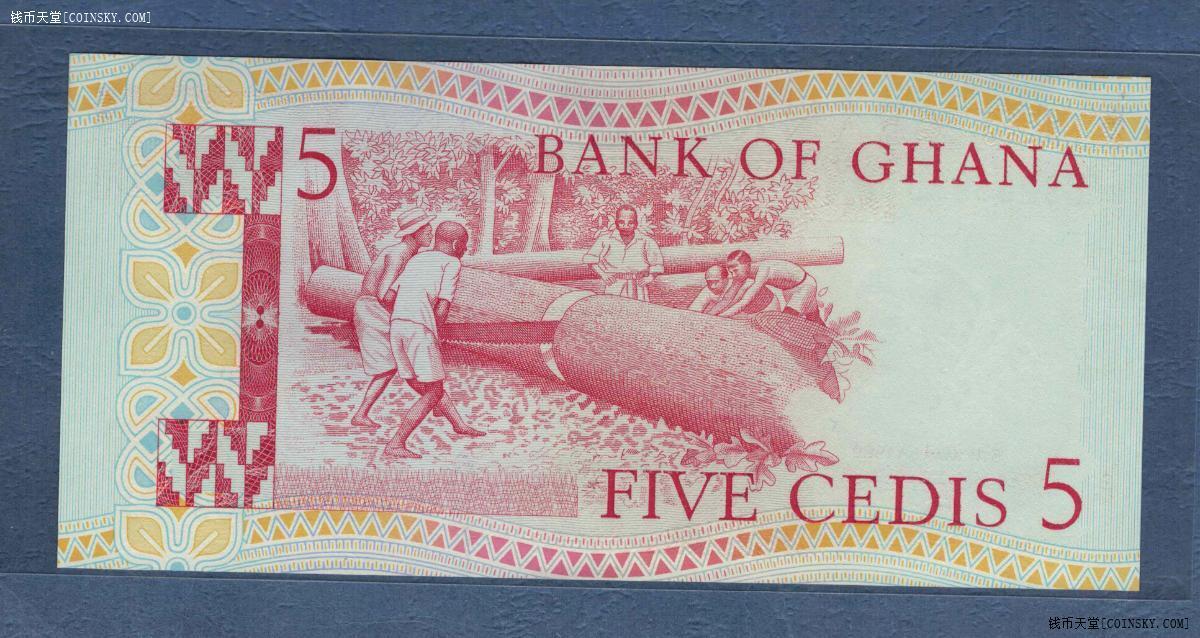 钱币天堂[COINSKY.COM]
5
BANK OF GHANA
FIVE CEDIS 5
钱币天堂[COINSKY.COM]